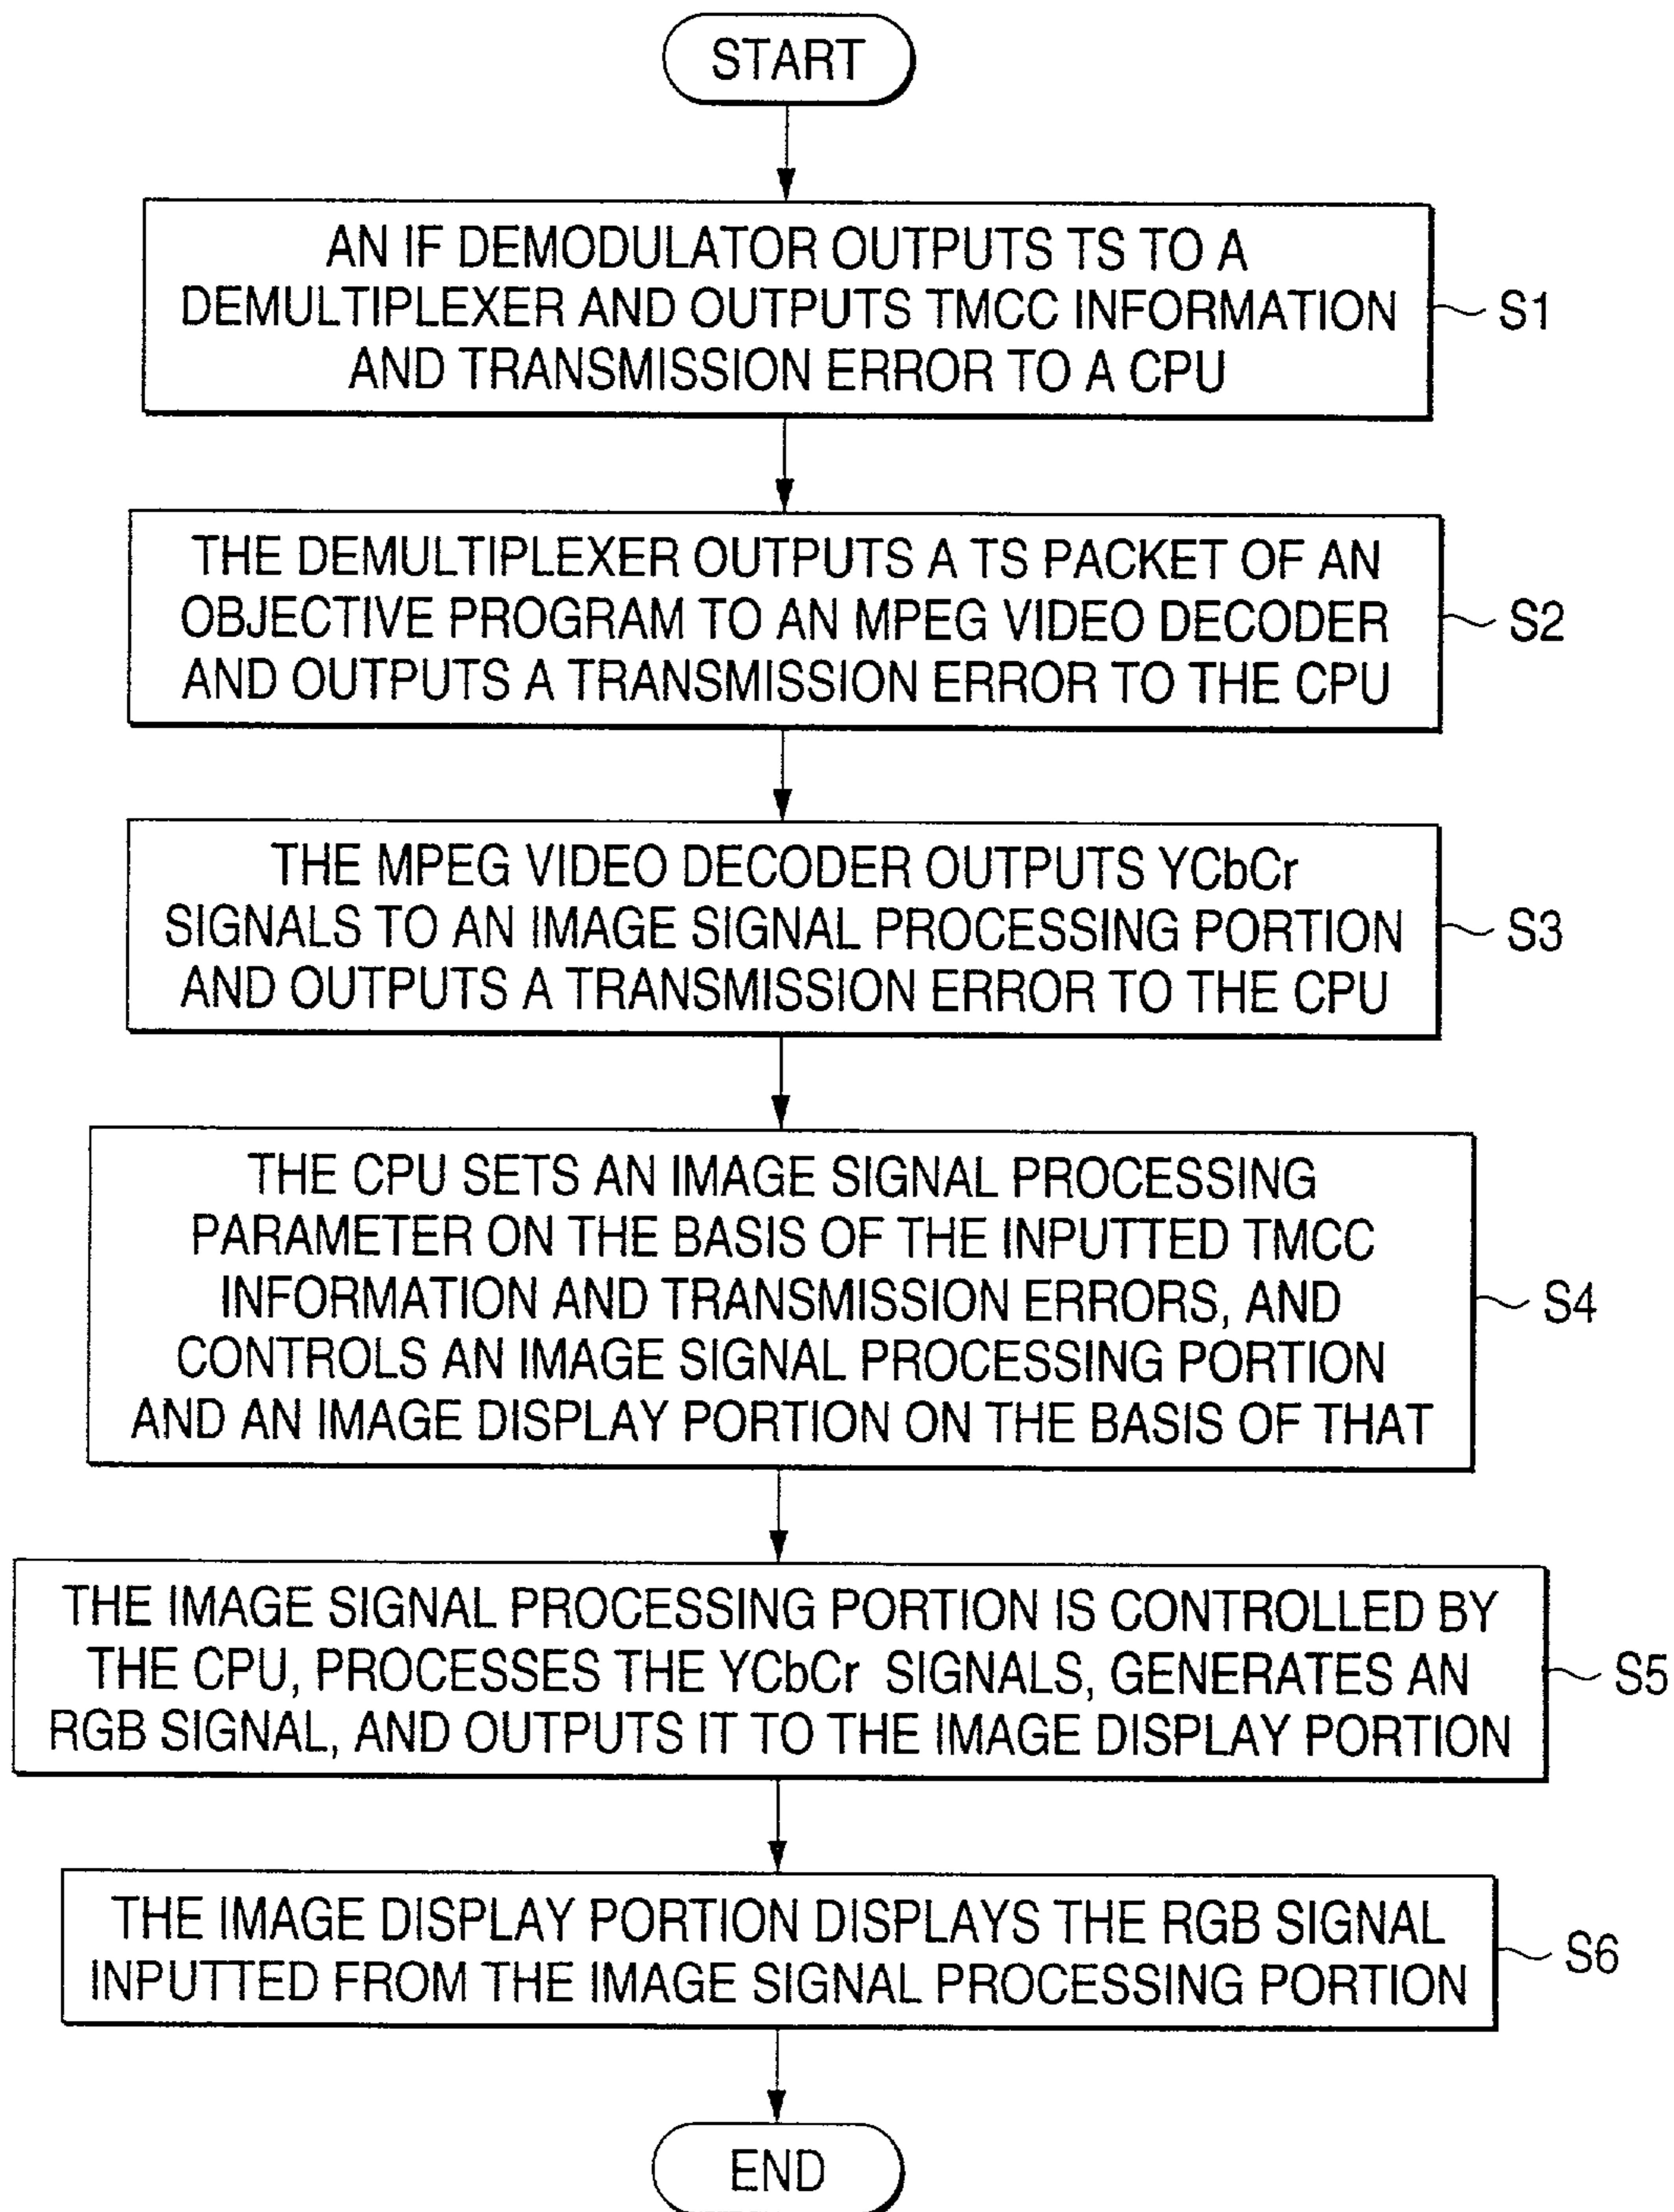 START
AN IF DEMODULATOR OUTPUTS TS TO A
DEMULTIPLEXER AND OUTPUTS TMCC INFORMATION
AND TRANSMISSION ERROR TO A CPU
S1
THE DEMULTIPLEXER OUTPUTS A TS PACKET OF AN
OBJECTIVE PROGRAM TO AN MPEG VIDEO DECODER
AND OUTPUTS A TRANSMISSION ERROR TO THE CPU
S2
THE MPEG VIDEO DECODER OUTPUTS YCbCr
SIGNALS TO AN IMAGE SIGNAL PROCESSING PORTION
AND OUTPUTS A TRANSMISSION ERROR TO THE CPU
S3
THE CPU SETS AN IMAGE SIGNAL PROCESSING
PARAMETER ON THE BASIS OF THE INPUTTED TMCC
INFORMATION AND TRANSMISSION ERRORS, AND
CONTROLS AN IMAGE SIGNAL PROCESSING PORTION
AND AN IMAGE DISPLAY PORTION ON THE BASIS OF THAT
S4
THE IMAGE SIGNAL PROCESSING PORTION IS CONTROLLED BY
THE CPU, PROCESSES THE YCbCr SIGNALS, GENERATES AN
RGB SIGNAL, AND OUTPUTS IT TO THE IMAGE DISPLAY PORTION
S5
THE IMAGE DISPLAY PORTION DISPLAYS THE RGB SIGNAL
INPUTTED FROM THE IMAGE SIGNAL PROCESSING PORTION
S6
END